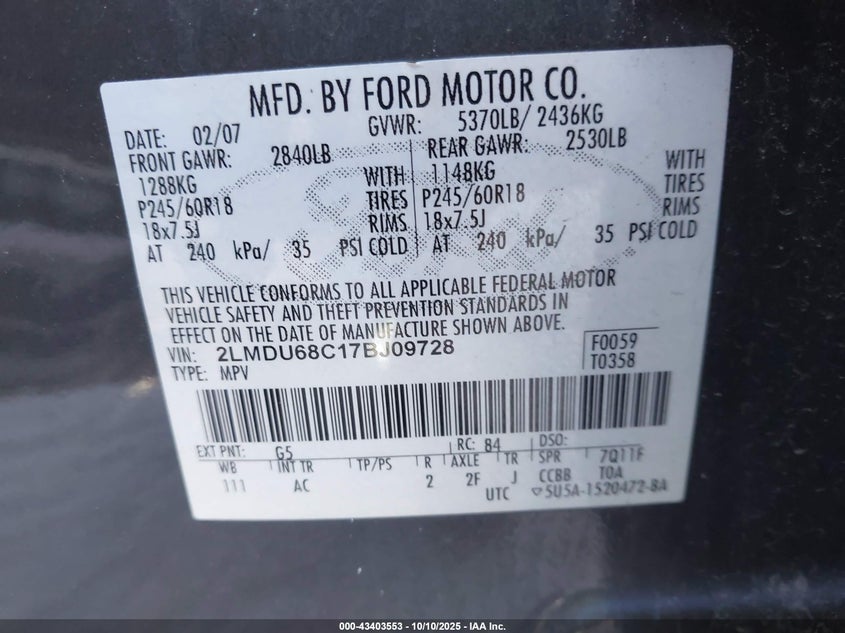 MFD. BY FORD MOTOR CO.
DATE: 02/07 GVWR: 5370LB/ 2436KG
FRONT GAWR: 2840LB REAR GAWR: 2530LB
1288KG WITH 1148KG WITH
P245/60R18 TIRES P245/60R18 TIRES
18x7.5J RIMS 18x7.5J RIMS
AT 240 kPa/ 35 PSI COLD AT 240 kPa/ 35 PSI COLD
THIS VEHICLE CONFORMS TO ALL APPLICABLE FEDERAL MOTOR
VEHICLE SAFETY AND THEFT PREVENTION STANDARDS IN
EFFECT ON THE DATE OF MANUFACTURE SHOWN ABOVE.
VIN: 2LMDU68C17BJ09728 F0059
TYPE: MPV T0358
EXT PNT: G5 RC: 84 DSO:
WB INT TR TP/PS R AXLE TR SPR 7Q11F
111 AC 2 2F J CCBB TOA
UTC 5U5A-1520472-BA
000-43403553 - 10/10/2025 - IAA Inc.